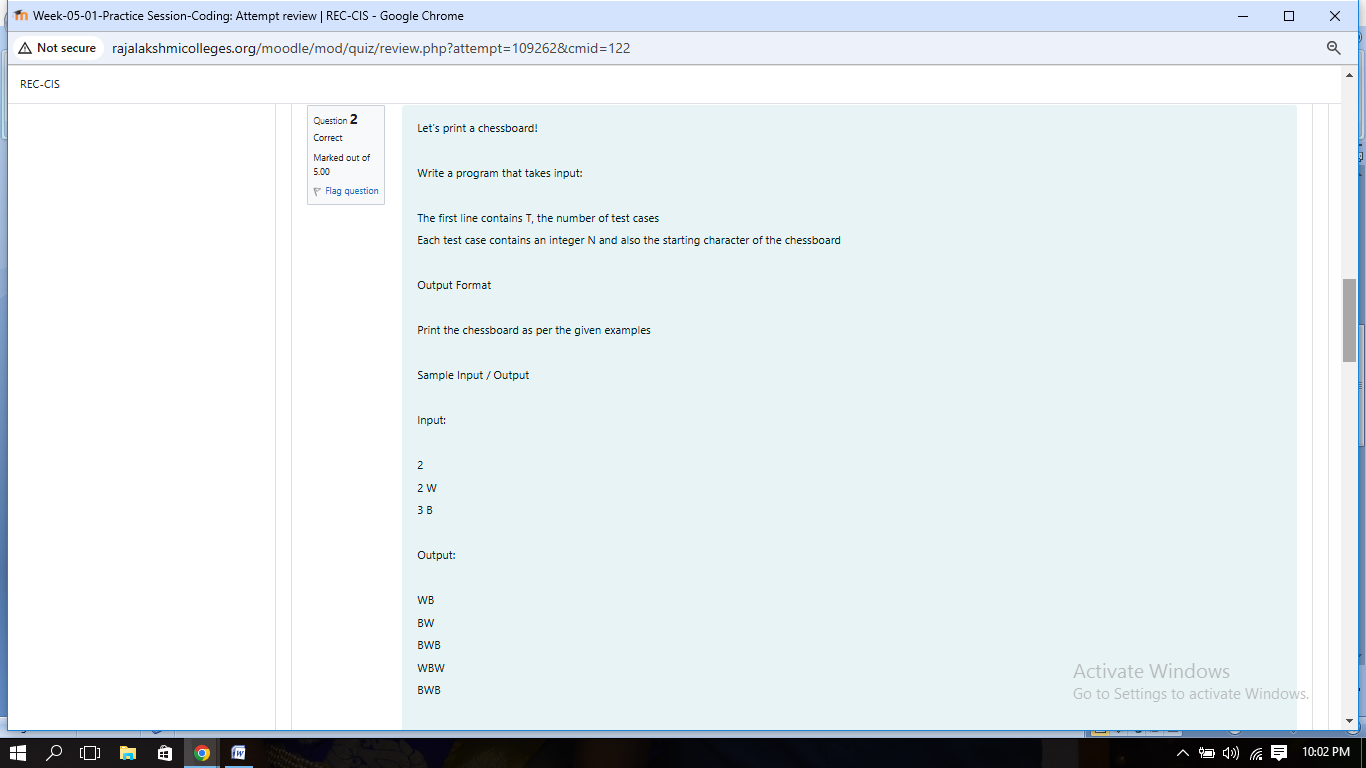 Week-05-01-Practice Session-Coding: Attempt review | REC-CIS - Google Chrome
Not secure rajalakshmicolleges.org/moodle/mod/quiz/review.php?attempt=109262&cmid=122
REC-CIS
Question 2
Correct
Marked out of
5.00
Flag question
Let's print a chessboard!
Write a program that takes input:
The first line contains T, the number of test cases
Each test case contains an integer N and also the starting character of the chessboard
Output Format
Print the chessboard as per the given examples
Sample Input / Output
Input:
2
2 W
3 B
Output:
WB
BW
BWB
WBW
BWB
Activate Windows
Go to Settings to activate Windows.
10:02 PM